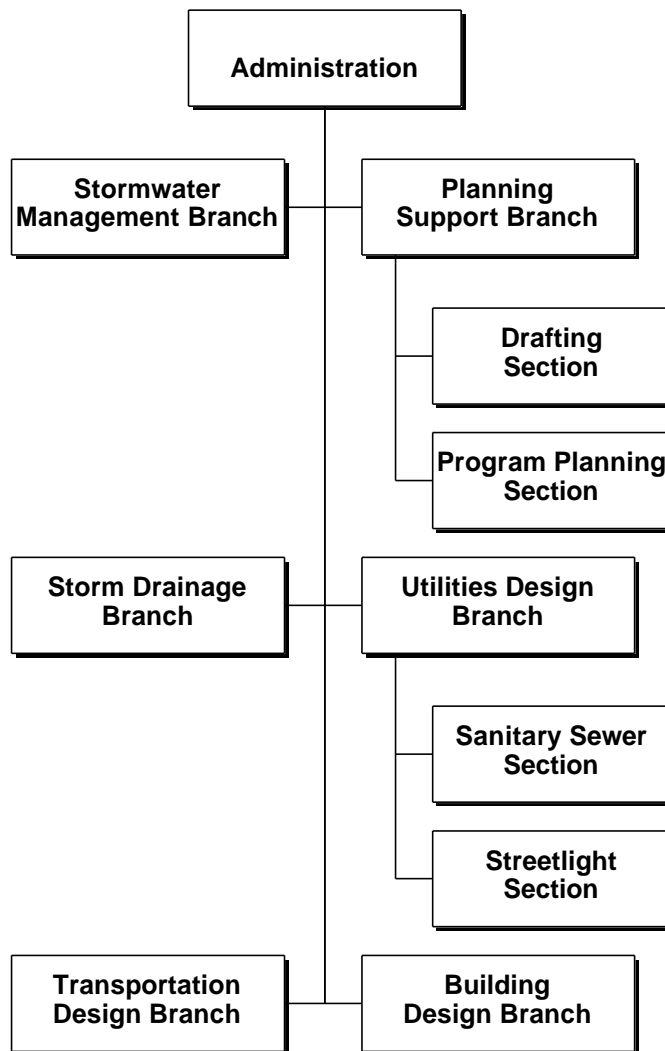 Administration
Stormwater
Management Branch
Planning
Support Branch
Drafting
Section
Program Planning
Section
Storm Drainage
Branch
Utilities Design
Branch
Sanitary Sewer
Section
Streetlight
Section
Transportation
Design Branch
Building
Design Branch